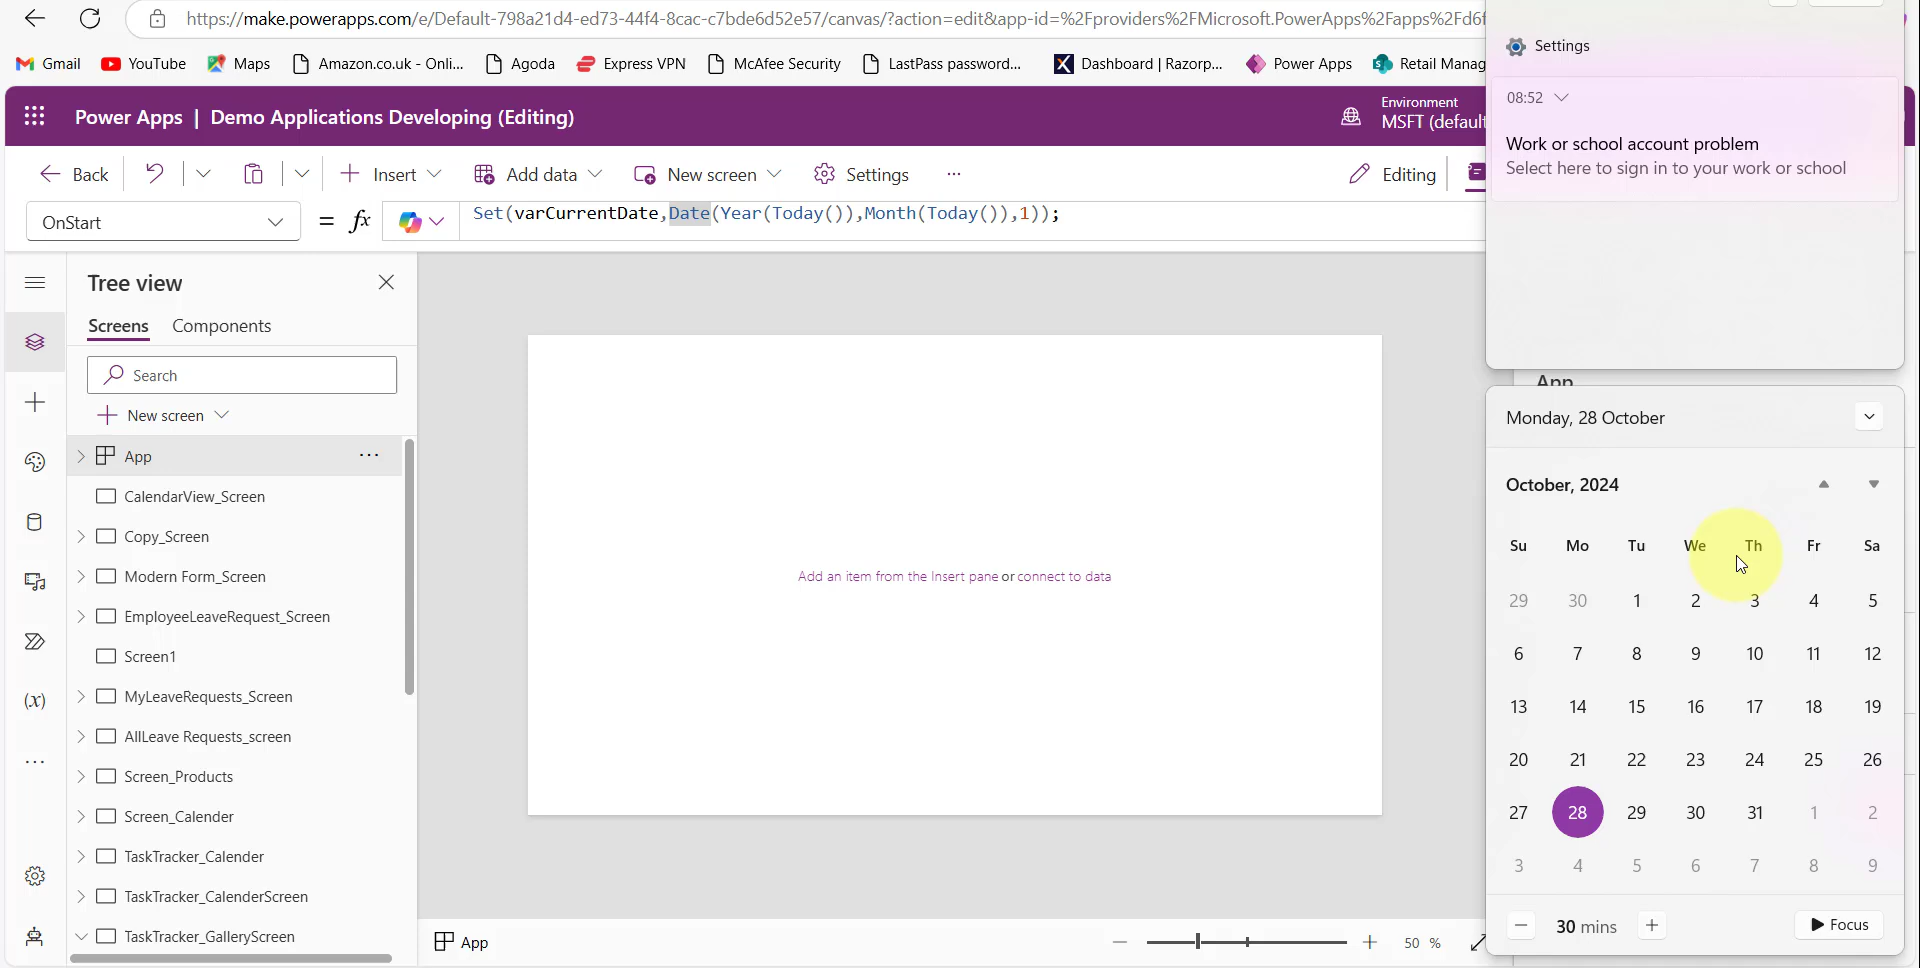 https://make.powerapps.com/e/Default-798a21d4-ed73-44f4-8cac-c7bde6d52e57/canvas/?action=edit&app-id=%2Fproviders%2FMicrosoft.PowerApps%2Fapps%2Fd6f
Gmail
YouTube
Maps
Amazon.co.uk - Onli...
Agoda
Express VPN
McAfee Security
LastPass password...
Dashboard | Razorp...
Power Apps
Retail Manag
Power Apps | Demo Applications Developing (Editing)
Environment
MSFT (default
Back
Insert
Add data
New screen
Settings
...
Editing
OnStart
= fx
Set(varCurrentDate,Date(Year(Today()),Month(Today()),1));
Tree view
Screens
Components
Search
New screen
App
...
CalendarView_Screen
Copy_Screen
Modern Form_Screen
EmployeeLeaveRequest_Screen
Screen1
MyLeaveRequests_Screen
AllLeave Requests_screen
Screen_Products
Screen_Calender
TaskTracker_Calender
TaskTracker_CalenderScreen
TaskTracker_GalleryScreen
(x)
Add an item from the Insert pane or connect to data
App
50 %
Settings
08:52
Work or school account problem
Select here to sign in to your work or school
App
Monday, 28 October
October, 2024
Su Mo Tu We Th Fr Sa
29 30 1 2 3 4 5
6 7 8 9 10 11 12
13 14 15 16 17 18 19
20 21 22 23 24 25 26
27 28 29 30 31 1 2
3 4 5 6 7 8 9
30 mins
Focus